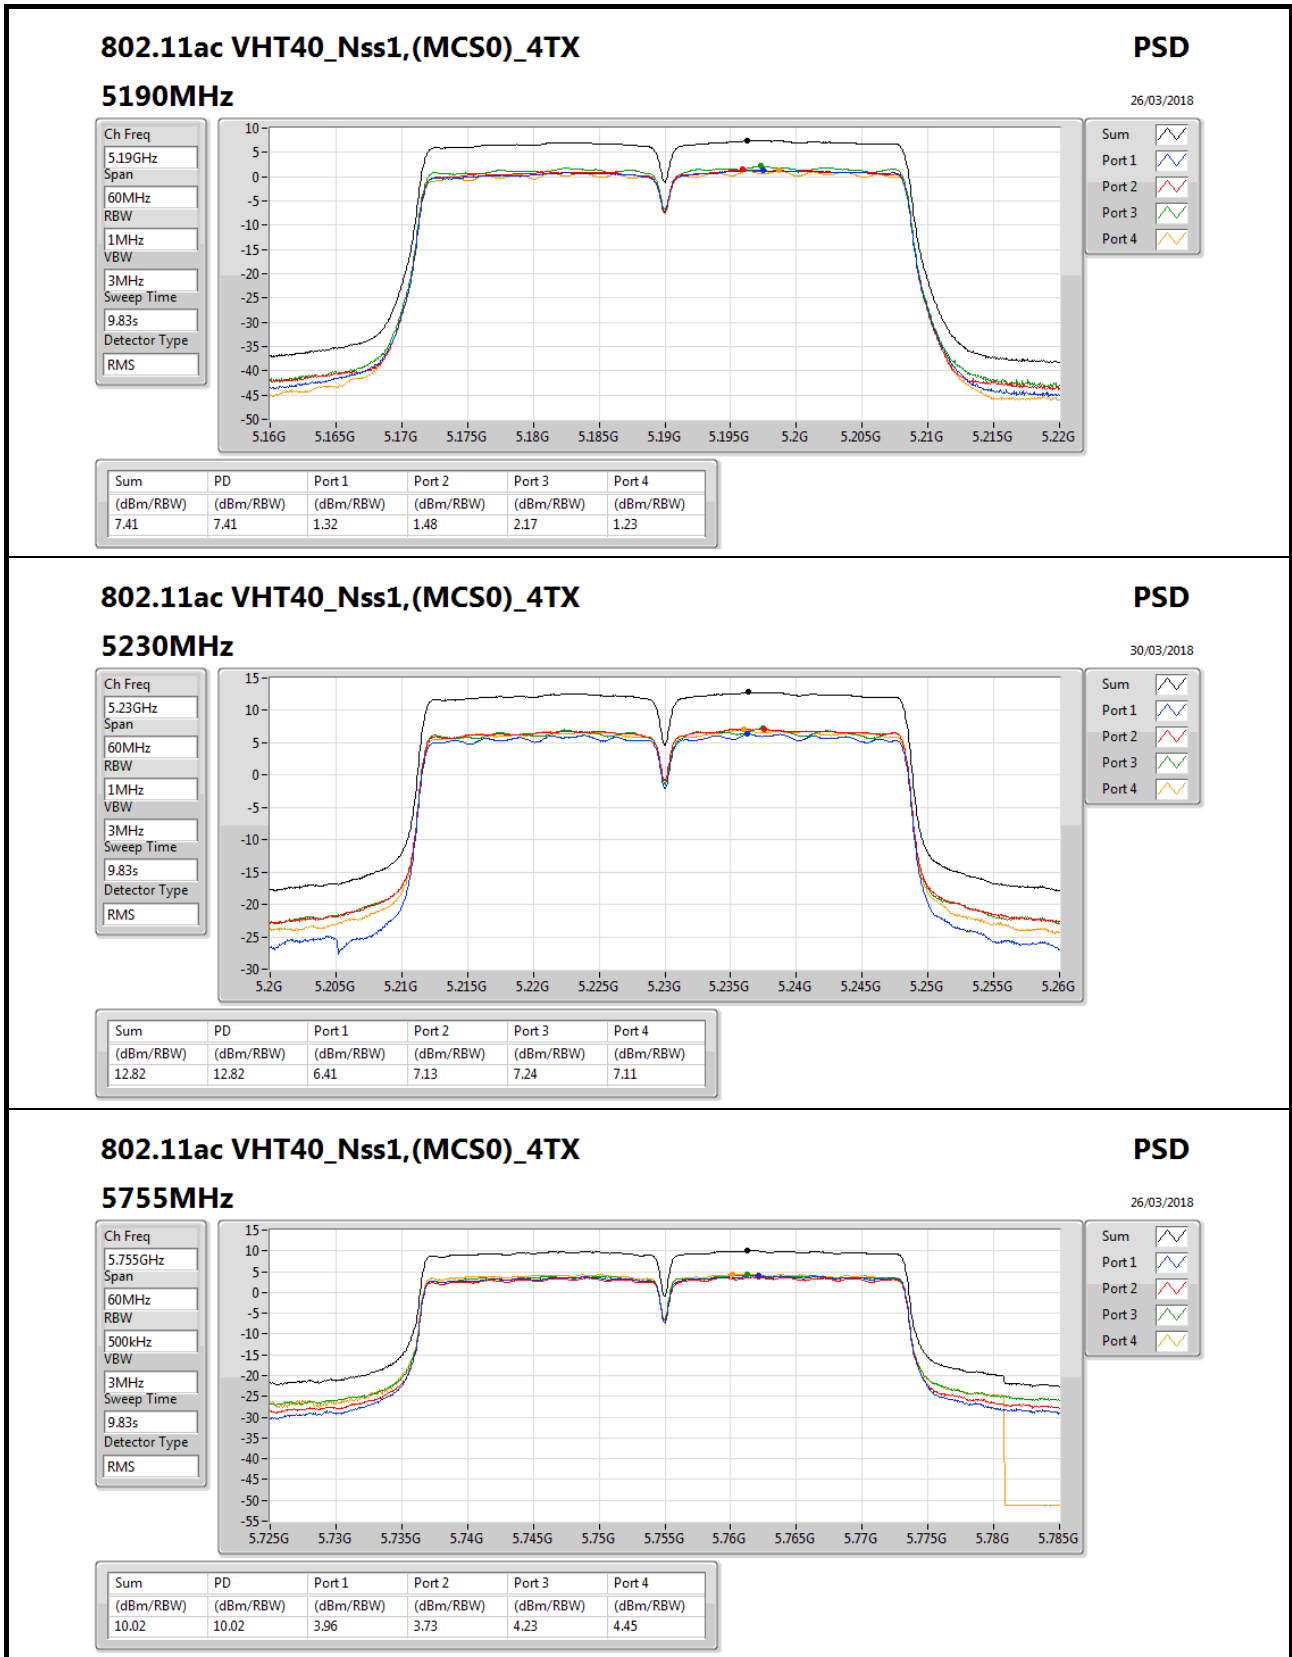 802.11ac VHT40_Nss1,(MCS0)_4TX PSD
5190MHz 26/03/2018
Ch Freq
5.19GHz
Span
60MHz
RBW
1MHz
VBW
3MHz
Sweep Time
9.83s
Detector Type
RMS
10
5
0
-5
-10
-15
-20
-25
-30
-35
-40
-45
-50
5.16G 5.165G 5.17G 5.175G 5.18G 5.185G 5.19G 5.195G 5.2G 5.205G 5.21G 5.215G 5.22G
Sum
Port 1
Port 2
Port 3
Port 4
Sum PD Port 1 Port 2 Port 3 Port 4
(dBm/RBW) (dBm/RBW) (dBm/RBW) (dBm/RBW) (dBm/RBW) (dBm/RBW)
7.41 7.41 1.32 1.48 2.17 1.23
802.11ac VHT40_Nss1,(MCS0)_4TX PSD
5230MHz 30/03/2018
Ch Freq
5.23GHz
Span
60MHz
RBW
1MHz
VBW
3MHz
Sweep Time
9.83s
Detector Type
RMS
15
10
5
0
-5
-10
-15
-20
-25
-30
5.2G 5.205G 5.21G 5.215G 5.22G 5.225G 5.23G 5.235G 5.24G 5.245G 5.25G 5.255G 5.26G
Sum
Port 1
Port 2
Port 3
Port 4
Sum PD Port 1 Port 2 Port 3 Port 4
(dBm/RBW) (dBm/RBW) (dBm/RBW) (dBm/RBW) (dBm/RBW) (dBm/RBW)
12.82 12.82 6.41 7.13 7.24 7.11
802.11ac VHT40_Nss1,(MCS0)_4TX PSD
5755MHz 26/03/2018
Ch Freq
5.755GHz
Span
60MHz
RBW
500kHz
VBW
3MHz
Sweep Time
9.83s
Detector Type
RMS
15
10
5
0
-5
-10
-15
-20
-25
-30
-35
-40
-45
-50
-55
5.725G 5.73G 5.735G 5.74G 5.745G 5.75G 5.755G 5.76G 5.765G 5.77G 5.775G 5.78G 5.785G
Sum
Port 1
Port 2
Port 3
Port 4
Sum PD Port 1 Port 2 Port 3 Port 4
(dBm/RBW) (dBm/RBW) (dBm/RBW) (dBm/RBW) (dBm/RBW) (dBm/RBW)
10.02 10.02 3.96 3.73 4.23 4.45